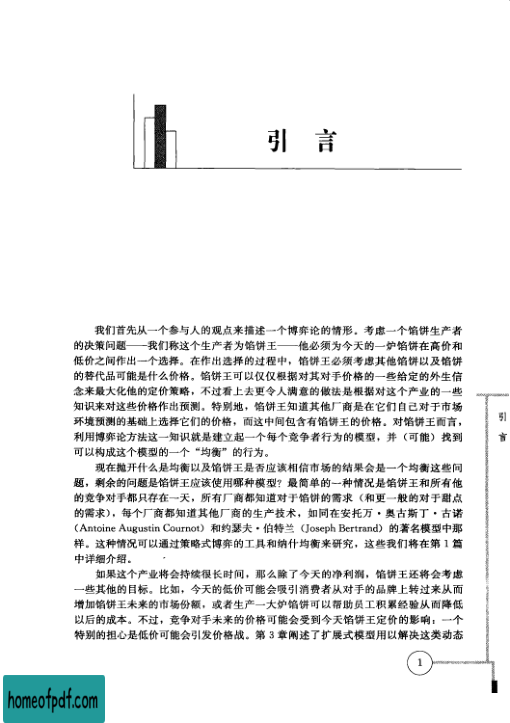 引 言
我们首先从一个参与人的观点来描述一个博弈论的情形。考虑一个馅饼生产者
的决策问题——我们称这个生产者为馅饼王——他必须为今天的一炉馅饼在高价和
低价之间作出一个选择。在作出选择的过程中，馅饼王必须考虑其他馅饼以及馅饼
的替代品可能是什么价格。馅饼王可以仅仅根据对其对手价格的一些给定的外生信
念来最大化他的定价策略，不过看上去更令人满意的做法是根据对这个产业的一些
知识来对这些价格作出预测。特别地，馅饼王知道其他厂商是在它们自己对于市场
环境预测的基础上选择它们的价格，而这中间包含有馅饼王的价格。对馅饼王而言，
利用博弈论方法这一知识就是建立起一个每个竞争者行为的模型，并（可能）找到
可以构成这个模型的一个“均衡”的行为。
现在抛开什么是均衡以及馅饼王是否应该相信市场的结果会是一个均衡这些问
题，剩余的问题是馅饼王应该使用哪种模型？最简单的一种情况是馅饼王和所有他
的竞争对手都只存在一天，所有厂商都知道对于馅饼的需求（和更一般的对于甜点
的需求），每个厂商都知道其他厂商的生产技术，如同在安托万·奥古斯丁·古诺
（Antoine Augustin Cournot）和约瑟夫·伯特兰（Joseph Bertrand）的著名模型中那
样。这种情况可以通过策略式博弈的工具和纳什均衡来研究，这些我们将在第 1 篇
中详细介绍。
如果这个产业将会持续很长时间，那么除了今天的净利润，馅饼王还将会考虑
一些其他的目标。比如，今天的低价可能会吸引消费者从对手的品牌上转过来从而
增加馅饼王未来的市场份额，或者生产一大炉馅饼可以帮助员工积累经验从而降低
以后的成本。不过，竞争对手未来的价格可能会受到今天馅饼王定价的影响；一个
特别的担心是低价可能会引发价格战。第 3 章阐述了扩展式模型用以解决这类动态
引
言
1
homeofpdf.com